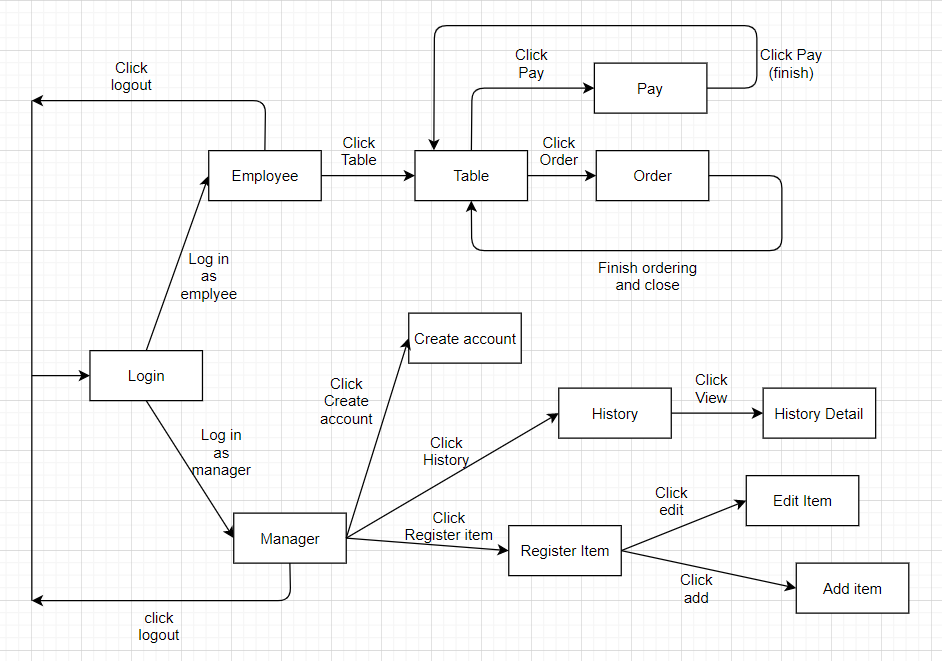 Click Pay
(finish)
Click
Pay
Pay
Click
logout
Click
Table
Click
Order
Employee
Table
Order
Log in
as
emplyee
Finish ordering
and close
Create account
Login
Click
Create
account
Click
View
History
History Detail
Log in
as
manager
Click
History
Click
edit
Edit Item
Click
Register item
Manager
Register Item
Click
add
Add item
click
logout